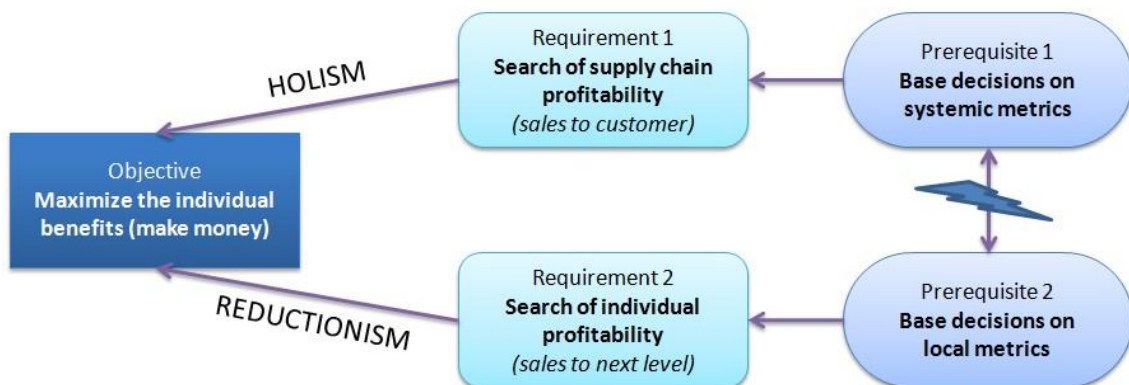 Requirement 1
Search of supply chain
profitability
(sales to customer)
Prerequisite 1
Base decisions on
systemic metrics
HOLISM
Objective
Maximize the individual
benefits (make money)
REDUCTIONISM
Requirement 2
Search of individual
profitability
(sales to next level)
Prerequisite 2
Base decisions on
local metrics